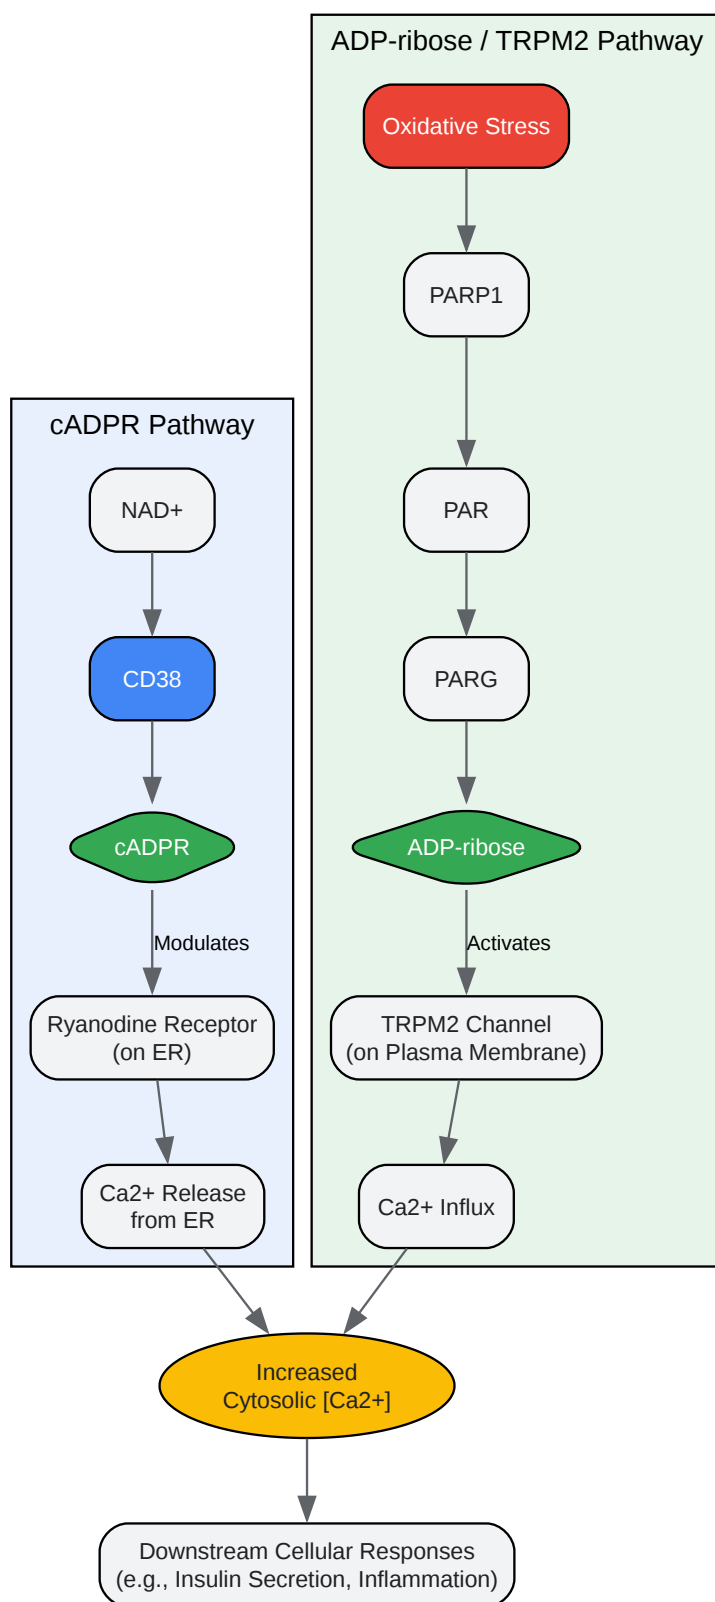 ADP-ribose / TRPM2 Pathway
Oxidative Stress
PARP1
PAR
PARG
ADP-ribose
Activates
TRPM2 Channel
(on Plasma Membrane)
Ca2+ Influx
cADPR Pathway
NAD+
CD38
cADPR
Modulates
Ryanodine Receptor
(on ER)
Ca2+ Release
from ER
Increased
Cytosolic [Ca2+]
Downstream Cellular Responses
(e.g., Insulin Secretion, Inflammation)